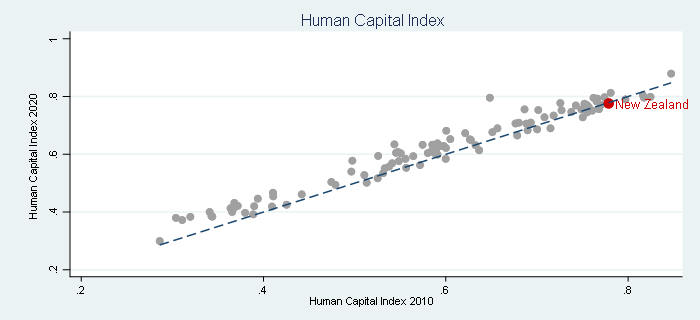 Human Capital Index
Human Capital Index 2020
1
.8
.6
.4
.2
New Zealand
.2 .4 .6 .8
Human Capital Index 2010